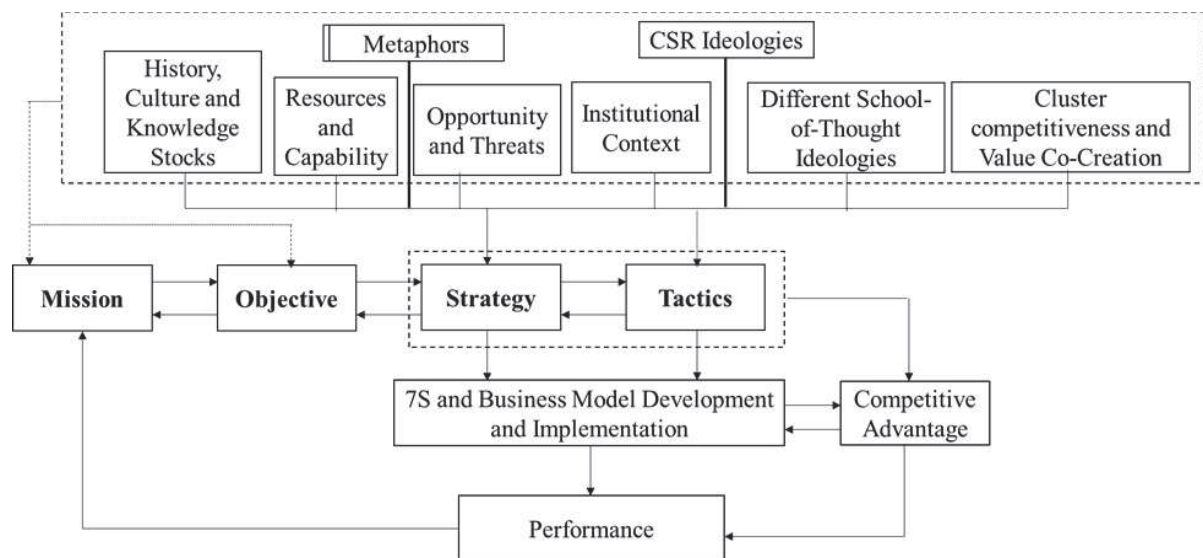 Metaphors
CSR Ideologies
History,
Culture and
Knowledge
Stocks
Resources
and
Capability
Opportunity
and Threats
Institutional
Context
Different School-
of-Thought
Ideologies
Cluster
competitiveness and
Value Co-Creation
Mission
Objective
Strategy
Tactics
7S and Business Model Development
and Implementation
Competitive
Advantage
Performance